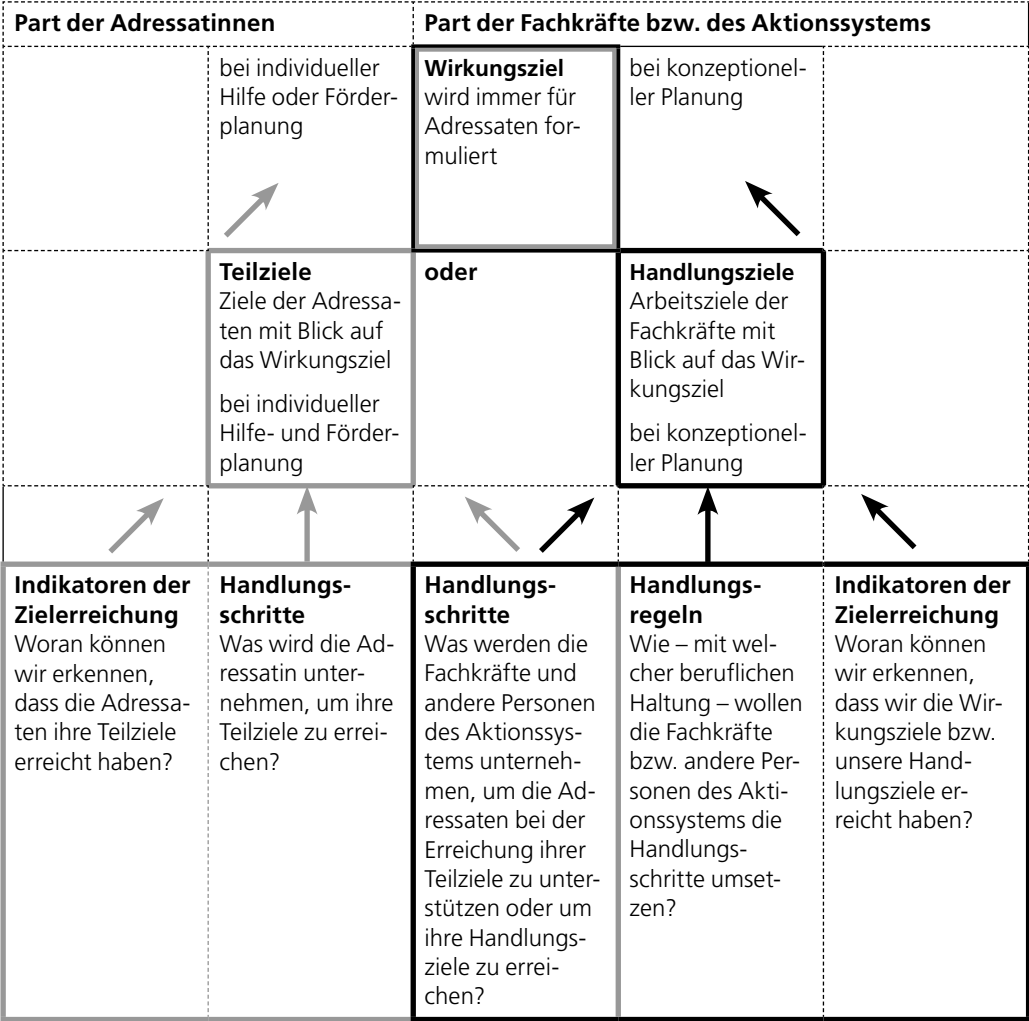 Part der Adressatinnen
Part der Fachkräfte bzw. des Aktionssystems
bei individueller
Hilfe oder Förder-
planung
Wirkungsziel
wird immer für
Adressaten for-
muliert
bei konzeptionel-
ler Planung
Teilziele
Ziele der Adressa-
ten mit Blick auf
das Wirkungsziel
bei individueller
Hilfe- und Förder-
planung
oder
Handlungsziele
Arbeitsziele der
Fachkräfte mit
Blick auf das Wir-
kungsziel
bei konzeptionel-
ler Planung
Indikatoren der
Zielerreichung
Woran können
wir erkennen,
dass die Adressa-
ten ihre Teilziele
erreicht haben?
Handlungs-
schritte
Was wird die Ad-
ressatin unter-
nehmen, um ihre
Teilziele zu errei-
chen?
Handlungs-
schritte
Was werden die
Fachkräfte und
andere Personen
des Aktionssys-
tems unterneh-
men, um die Ad-
ressaten bei der
Erreichung ihrer
Teilziele zu unter-
stützen oder um
ihre Handlungs-
ziele zu errei-
chen?
Handlungs-
regeln
Wie – mit wel-
cher beruflichen
Haltung – wollen
die Fachkräfte
bzw. andere Per-
sonen des Akti-
onssystems die
Handlungs-
schritte umset-
zen?
Indikatoren der
Zielerreichung
Woran können
wir erkennen,
dass wir die Wir-
kungsziele bzw.
unsere Hand-
lungsziele er-
reicht haben?